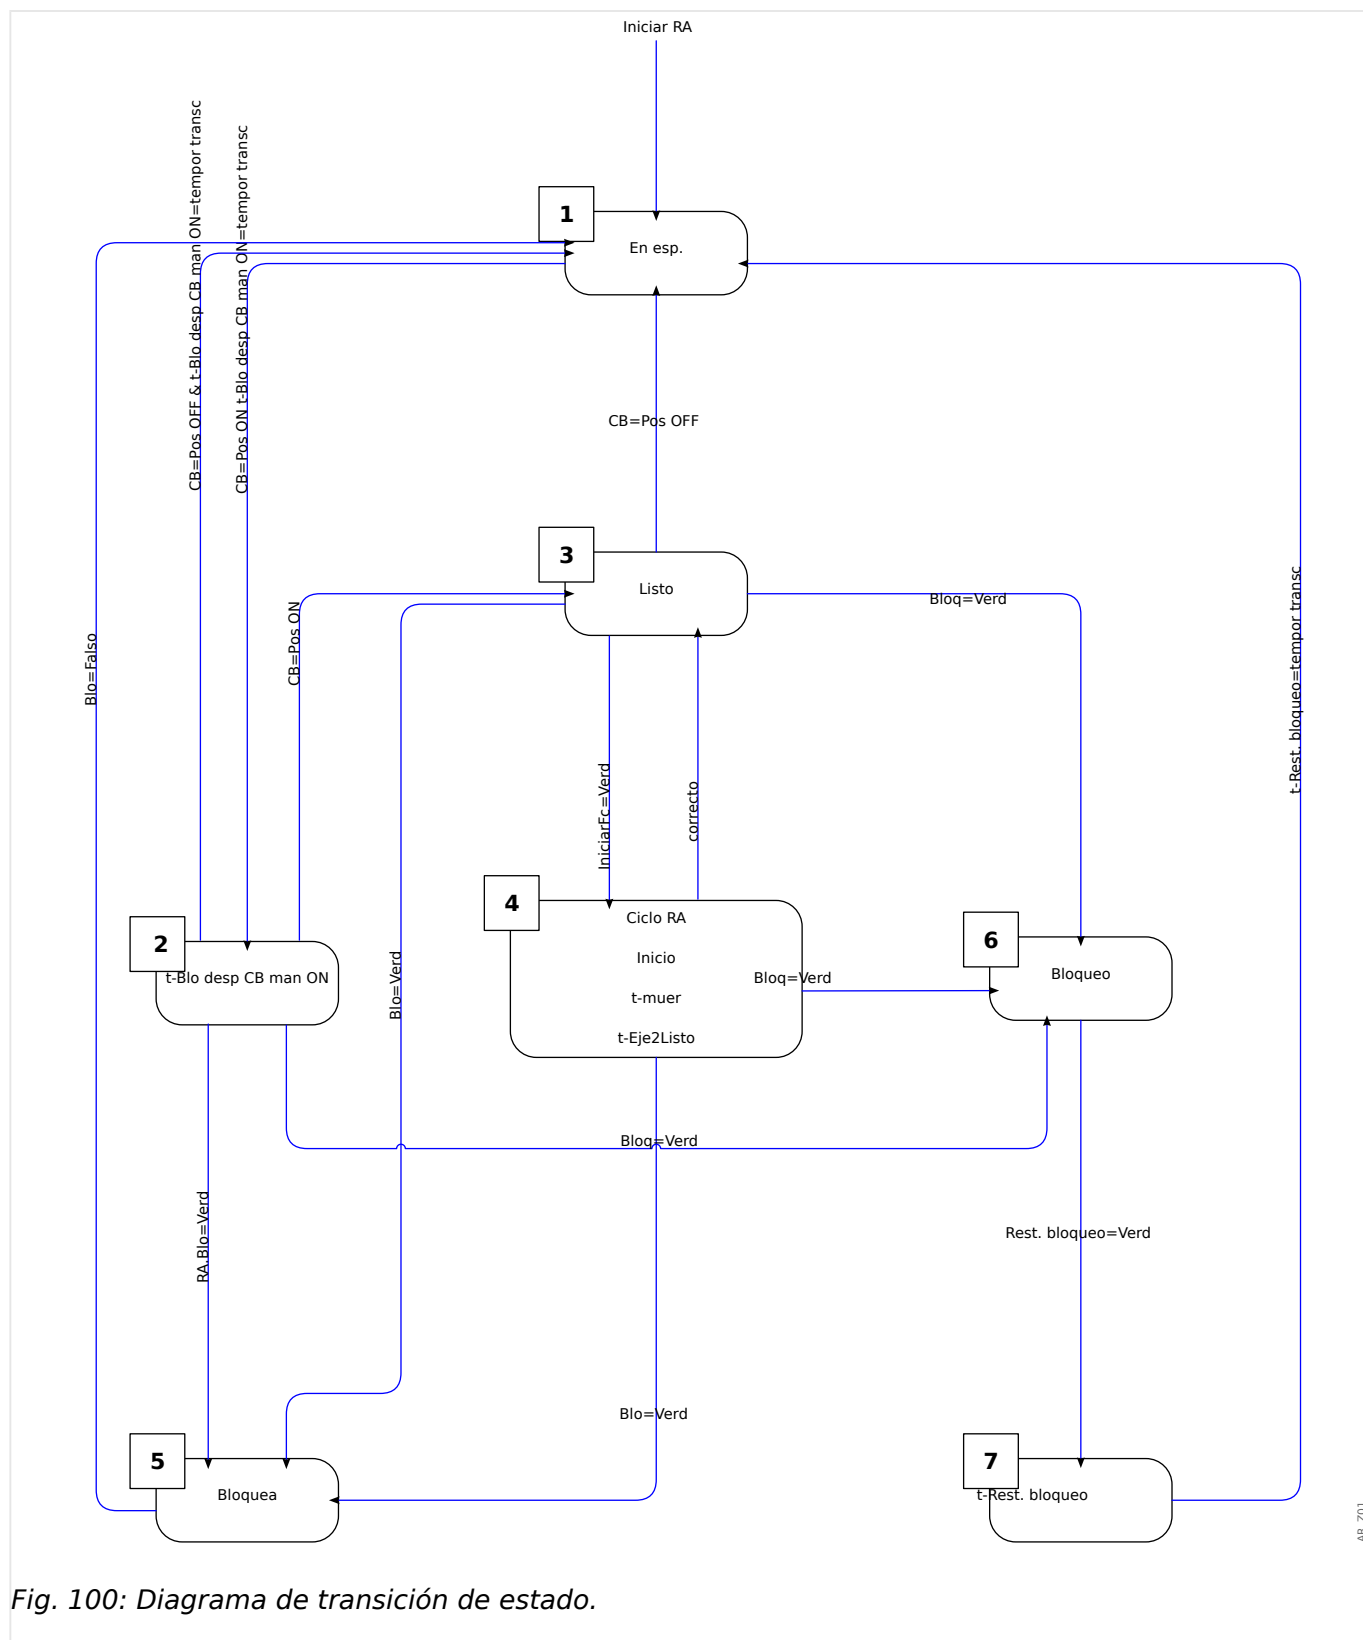 Iniciar RA
1
En esp.
CB=Pos OFF & t-Blo desp CB man ON=tempor transc
CB=Pos ON t-Blo desp CB man ON=tempor transc
CB=Pos OFF
3
Listo
Bloq=Verd
CB=Pos ON
Blo=Falso
t-Rest. bloqueo=tempor transc
IniciarFc=Verd
correcto
4
Ciclo RA
Inicio
t-muer
t-Eje2Listo
2
t-Blo desp CB man ON
Blo=Verd
Bloq=Verd
6
Bloqueo
Bloq=Verd
RA.Blo=Verd
Rest. bloqueo=Verd
Blo=Verd
5
Bloquea
7
t-Rest. bloqueo
AR_Z01
Fig. 100: Diagrama de transición de estado.